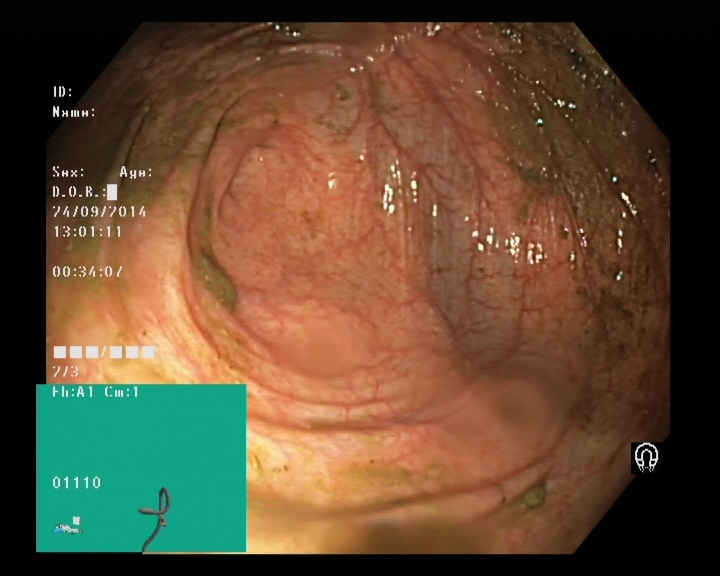 ID:
Name:
Sex: Age:
D.O.B.:
24/09/2014
13:01:11
00:34:07
/
2/3
Eh:A1 Cm:1
01110